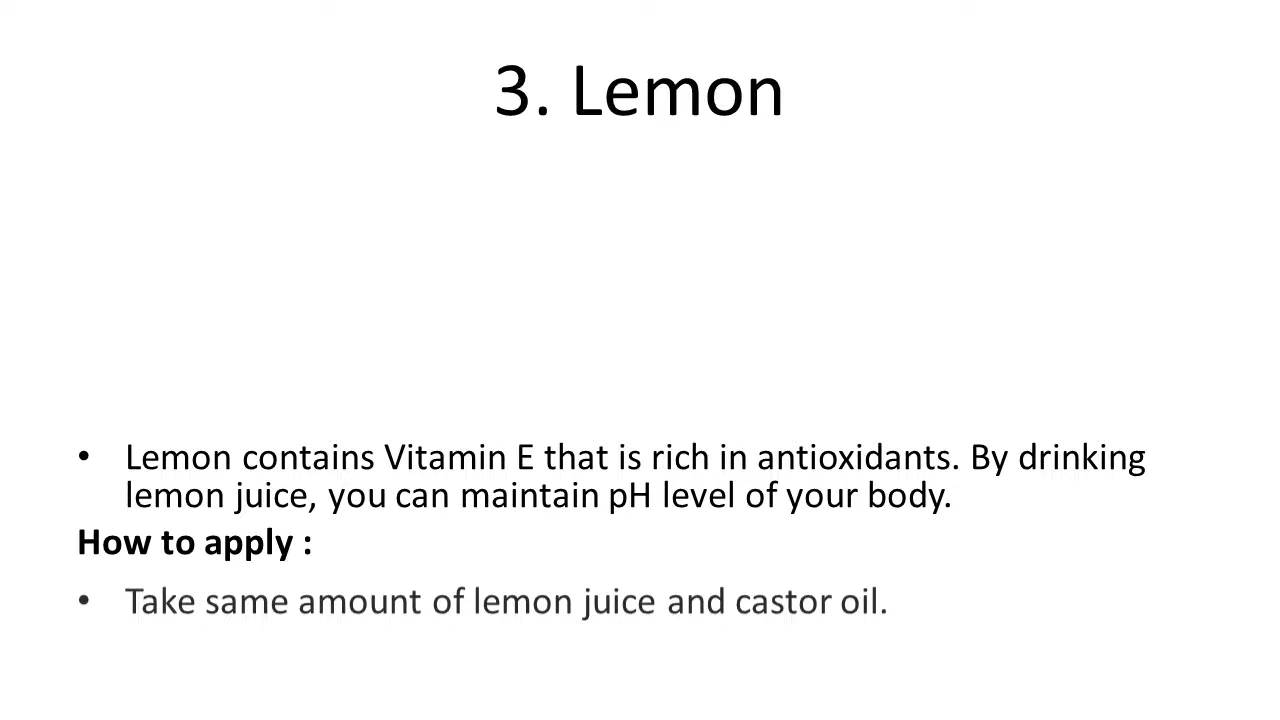 3. Lemon
• Lemon contains Vitamin E that is rich in antioxidants. By drinking
lemon juice, you can maintain pH level of your body.
How to apply :
• Take same amount of lemon juice and castor oil.